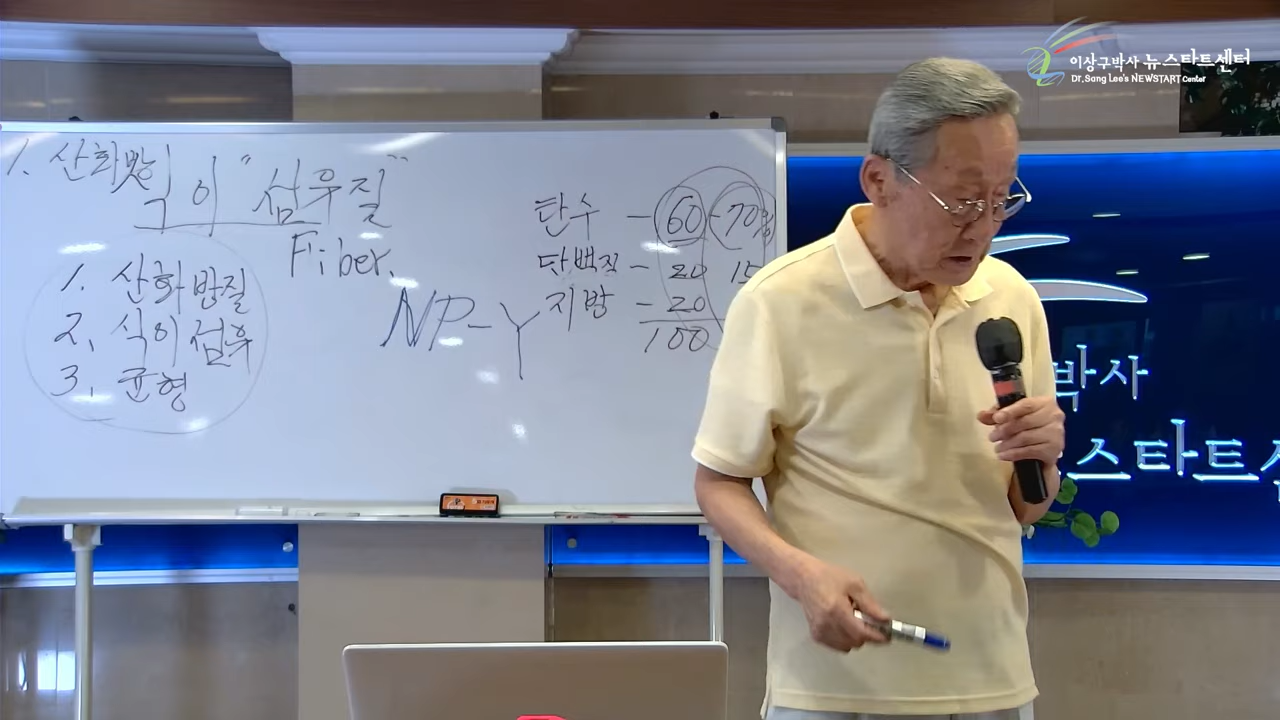 이상구박사 뉴스타트센터
Dr. Sang Lee's NEWSTART Center
1. 산화방
식이 "섬유질"
Fiber.
1. 산화방질
2. 식이섬유
3. 균형
NP-Y
탄수 - 60 - 70%
단백질 - 20 15
지방 - 20
100
박사
스타트